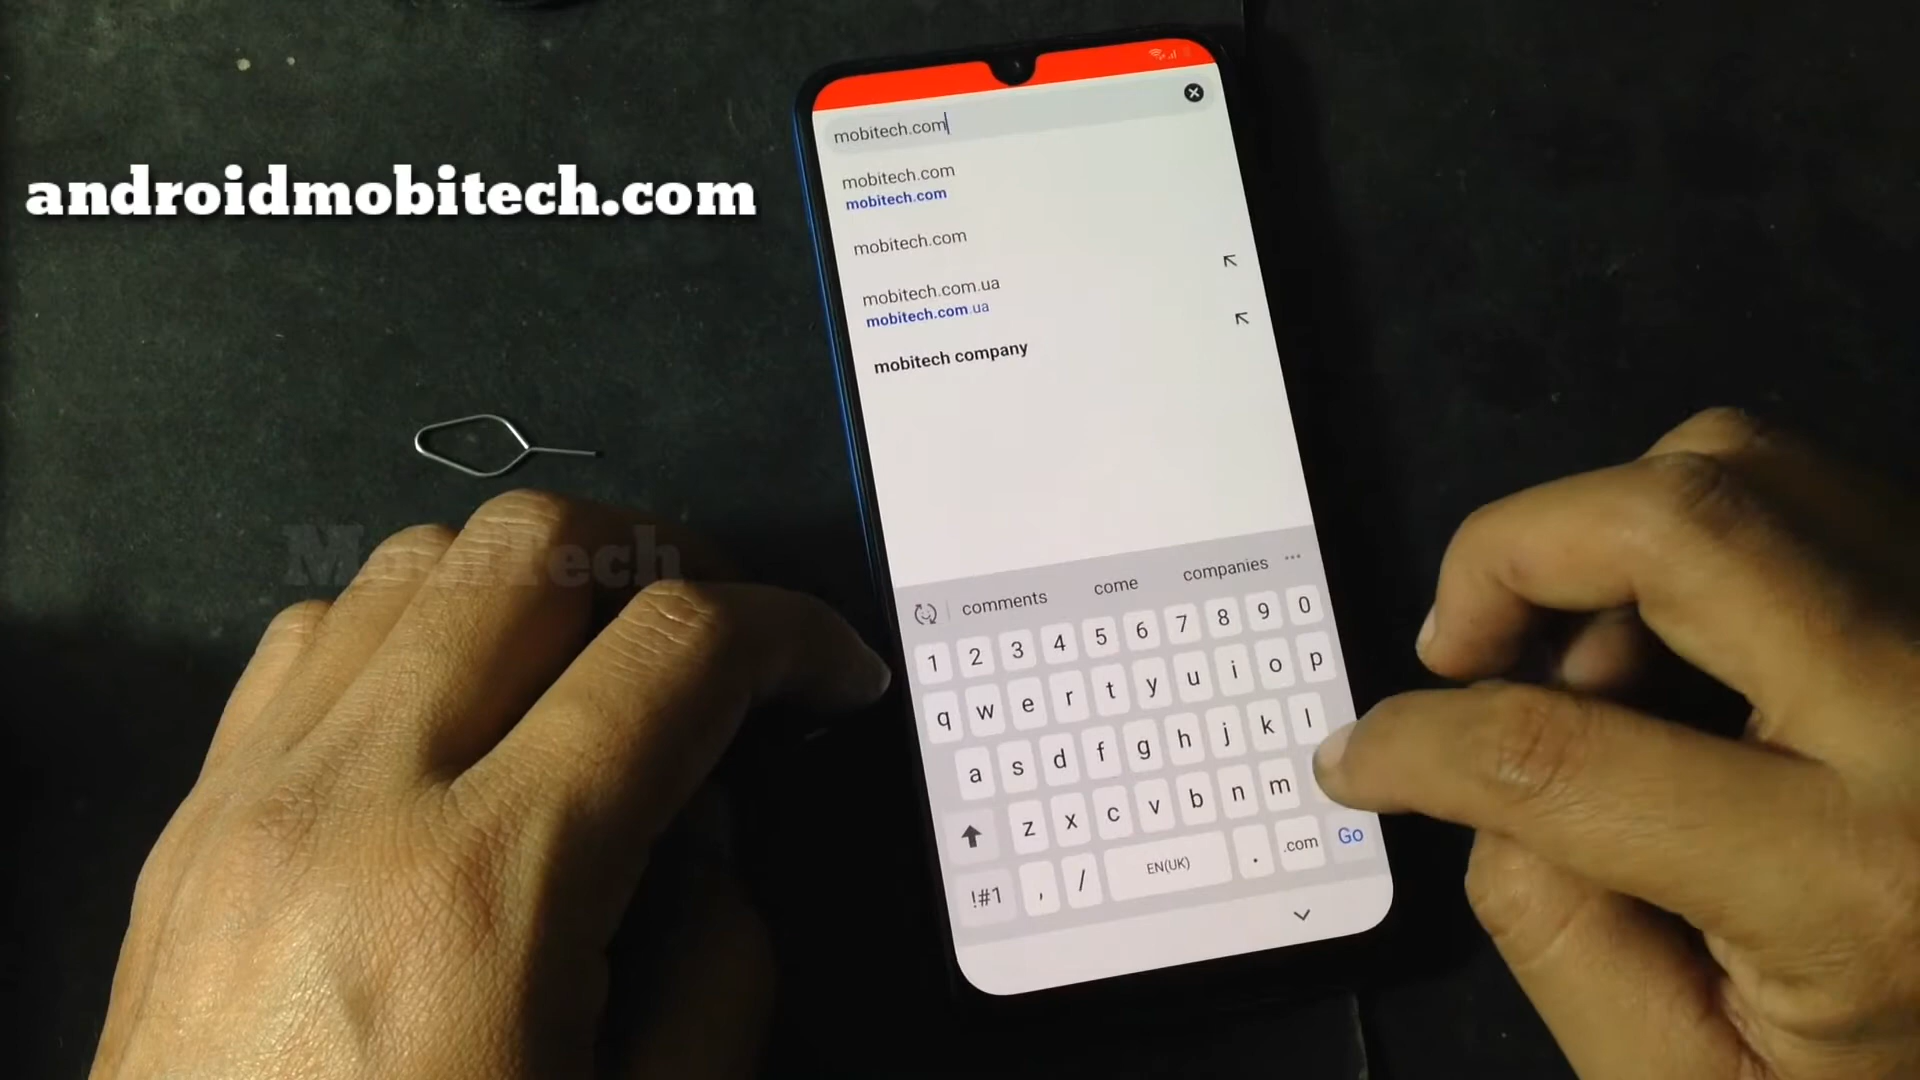 androidmobitech.com
MobiTech
mobitech.com
mobitech.com
mobitech.com
mobitech.com
mobitech.com.ua
mobitech.com.ua
mobitech company
comments come companies
1 2 3 4 5 6 7 8 9 0
q w e r t y u i o p
a s d f g h j k l
z x c v b n m
!#1 , / EN(UK) . .com Go